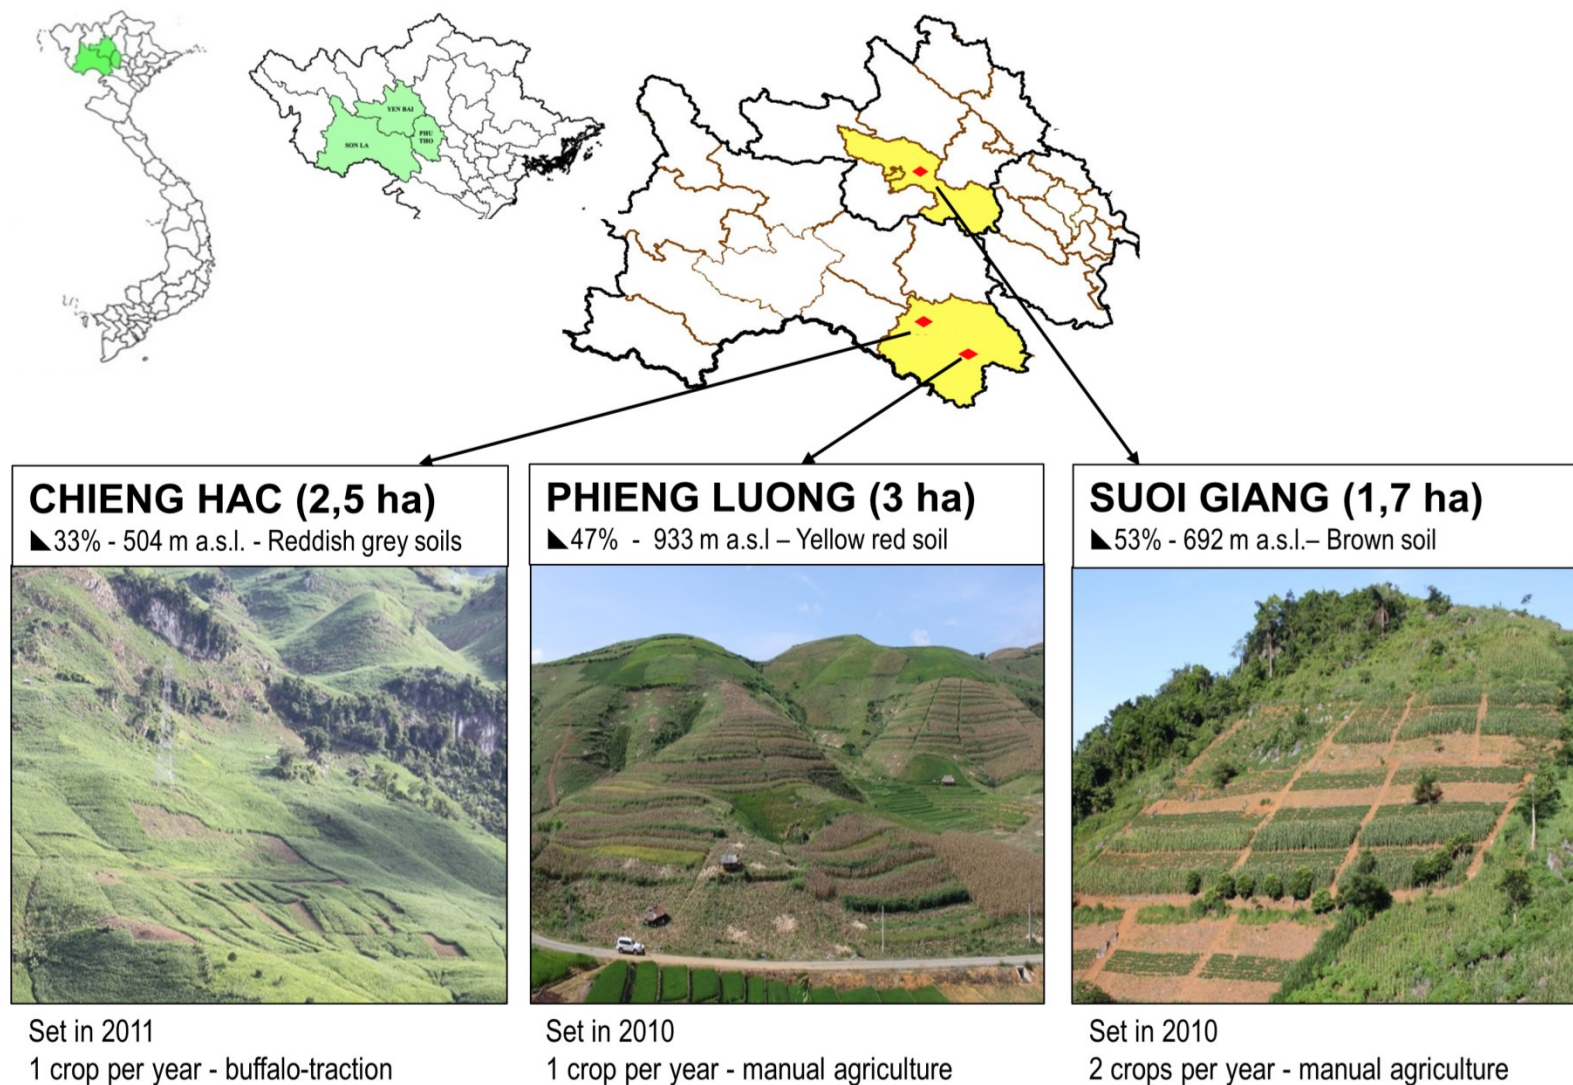 YEN BAI
PHU
THO
SON LA
CHIENG HAC (2,5 ha)
33% - 504 m a.s.l. - Reddish grey soils
PHIENG LUONG (3 ha)
47% - 933 m a.s.l – Yellow red soil
SUOI GIANG (1,7 ha)
53% - 692 m a.s.l.– Brown soil
Set in 2011
1 crop per year - buffalo-traction
Set in 2010
1 crop per year - manual agriculture
Set in 2010
2 crops per year - manual agriculture